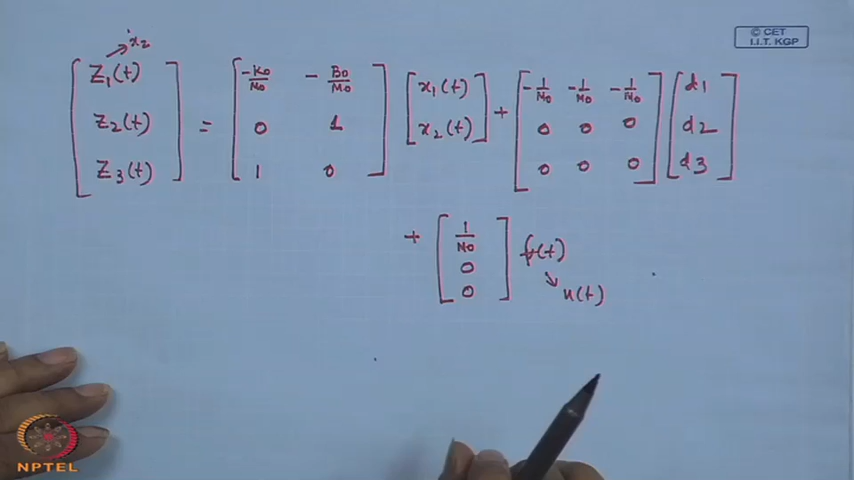 © CET
I.I.T. KGP
ẋ₂
[Z₁(t) Z₂(t) Z₃(t)] = [-K₀/M₀ -B₀/M₀; 0 1; 1 0] [x₁(t) x₂(t)] + [-1/M₀ -1/M₀ -1/M₀; 0 0 0; 0 0 0] [d1 d2 d3]
+ [1/M₀ 0 0] f(t)
u(t)
NPTEL